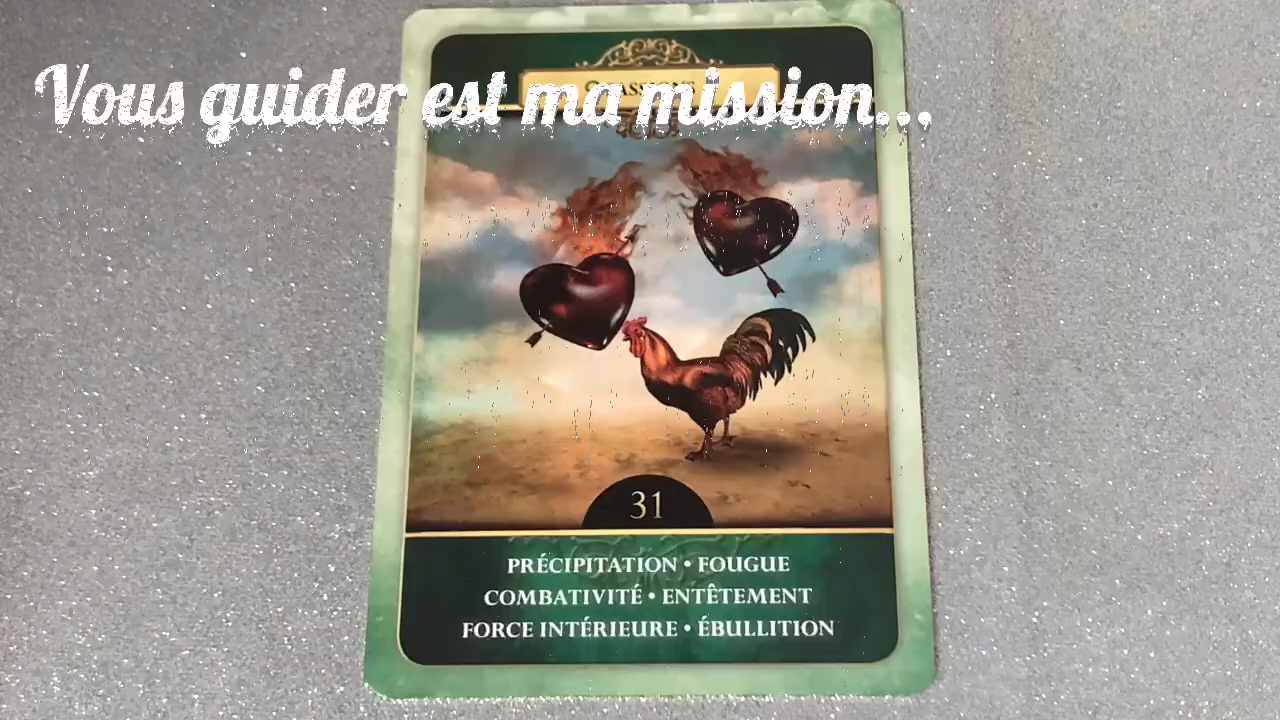 Vous guider est ma mission...
31
PRÉCIPITATION • FOUGUE
COMBATIVITÉ • ENTÊTEMENT
FORCE INTÉRIEURE • ÉBULLITION